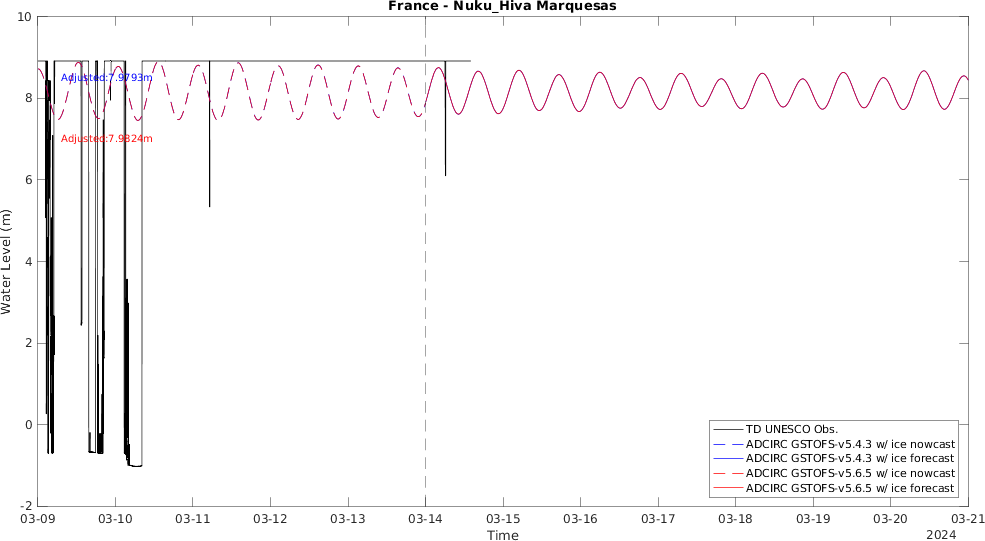 France - Nuku_Hiva Marquesas
Water Level (m)
10
8
6
4
2
0
-2
Adjusted:7.9793m
Adjusted:7.9824m
TD UNESCO Obs.
ADCIRC GSTOFS-v5.4.3 w/ ice nowcast
ADCIRC GSTOFS-v5.4.3 w/ ice forecast
ADCIRC GSTOFS-v5.6.5 w/ ice nowcast
ADCIRC GSTOFS-v5.6.5 w/ ice forecast
03-09 03-10 03-11 03-12 03-13 03-14 03-15 03-16 03-17 03-18 03-19 03-20 03-21
Time
2024